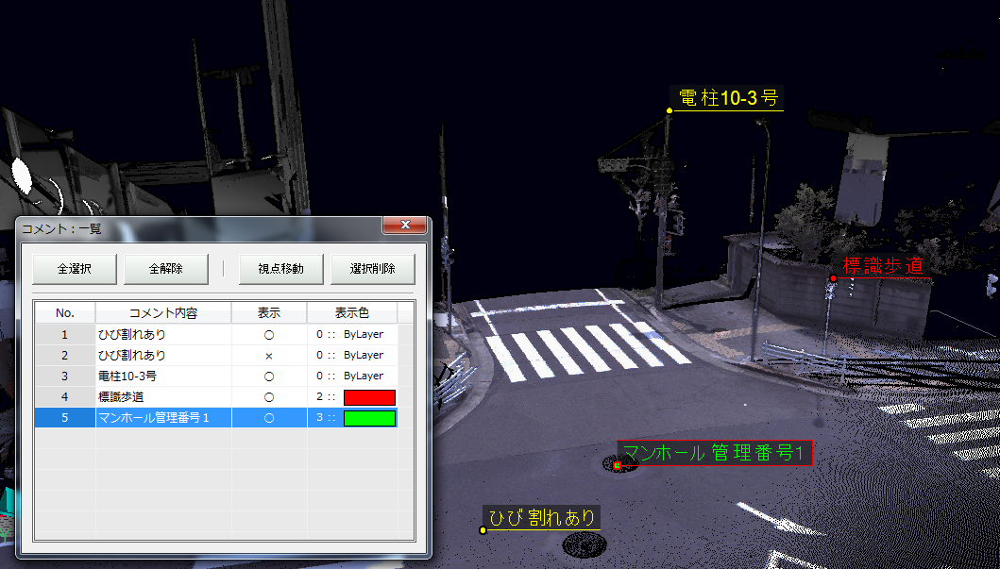 電柱10-3号
コメント：一覧
全選択 全解除 視点移動 選択削除
標識歩道
No. コメント内容 表示 表示色
1 ひび割れあり ○ 0 :: ByLayer
2 ひび割れあり × 0 :: ByLayer
3 電柱10-3号 ○ 0 :: ByLayer
4 標識歩道 ○ 2 ::
5 マンホール管理番号１ ○ 3 ::
マンホール管理番号1
ひび割れあり